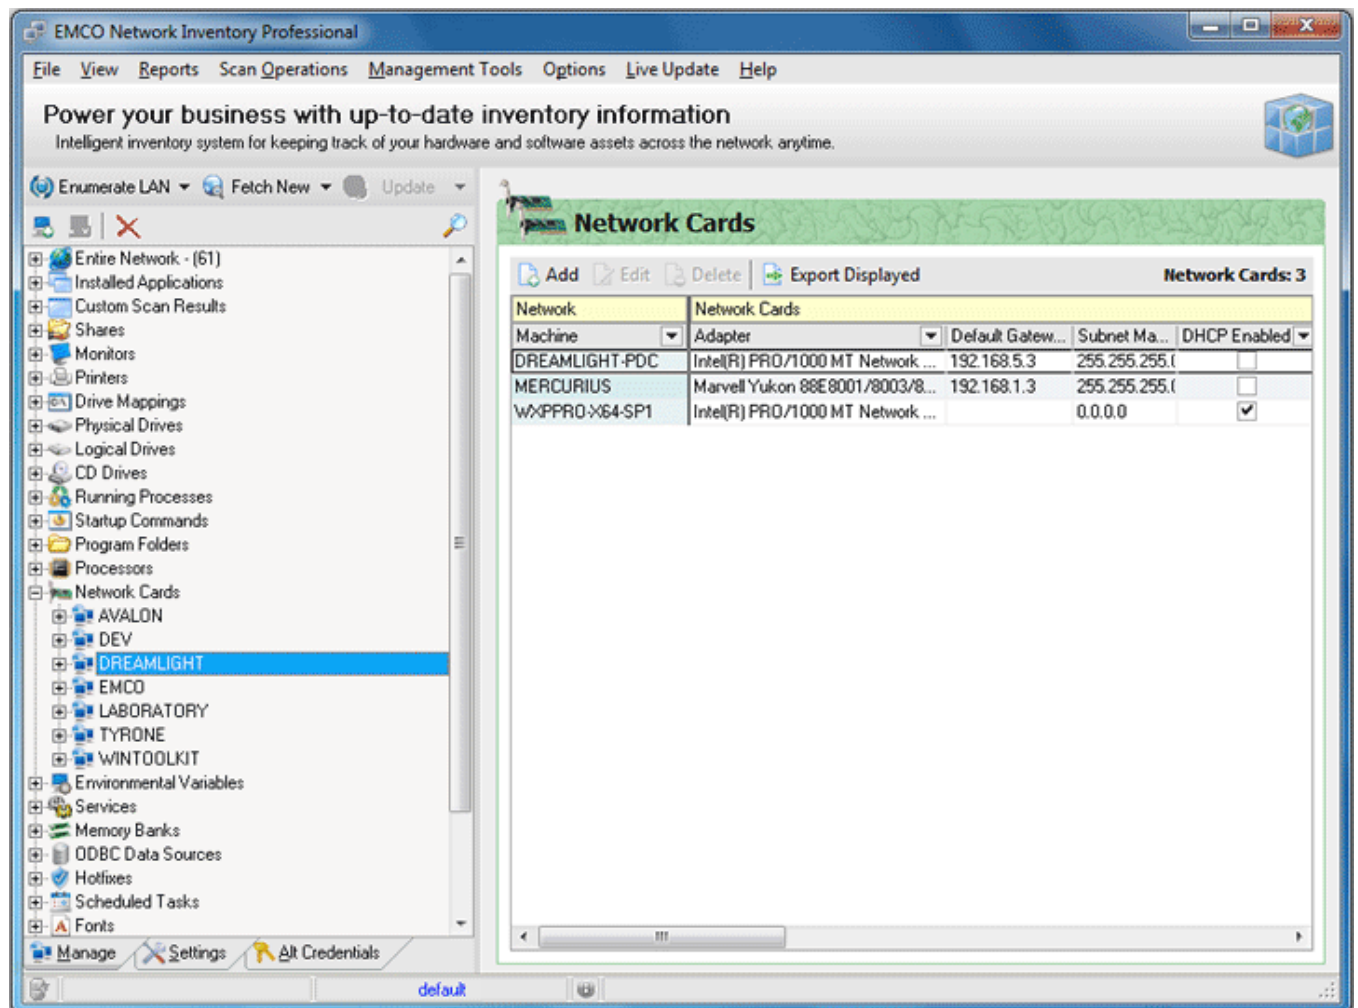 EMCO Network Inventory Professional
File View Reports Scan Operations Management Tools Options Live Update Help
Power your business with up-to-date inventory information
Intelligent inventory system for keeping track of your hardware and software assets across the network anytime.
Enumerate LAN Fetch New Update
Entire Network - (61)
Installed Applications
Custom Scan Results
Shares
Monitors
Printers
Drive Mappings
Physical Drives
Logical Drives
CD Drives
Running Processes
Startup Commands
Program Folders
Processors
Network Cards
AVALON
DEV
DREAMLIGHT
EMCO
LABORATORY
TYRONE
WINTOOLKIT
Environmental Variables
Services
Memory Banks
ODBC Data Sources
Hotfixes
Scheduled Tasks
Fonts
Manage Settings Alt Credentials
default
Network Cards
Add Edit Delete Export Displayed Network Cards: 3
Network Network Cards
Machine Adapter Default Gatew... Subnet Ma... DHCP Enabled
DREAMLIGHT-PDC Intel(R) PRO/1000 MT Network ... 192.168.5.3 255.255.255.(
MERCURIUS Marvell Yukon 88E8001/8003/8... 192.168.1.3 255.255.255.(
WXPPRO-X64-SP1 Intel(R) PRO/1000 MT Network ... 0.0.0.0